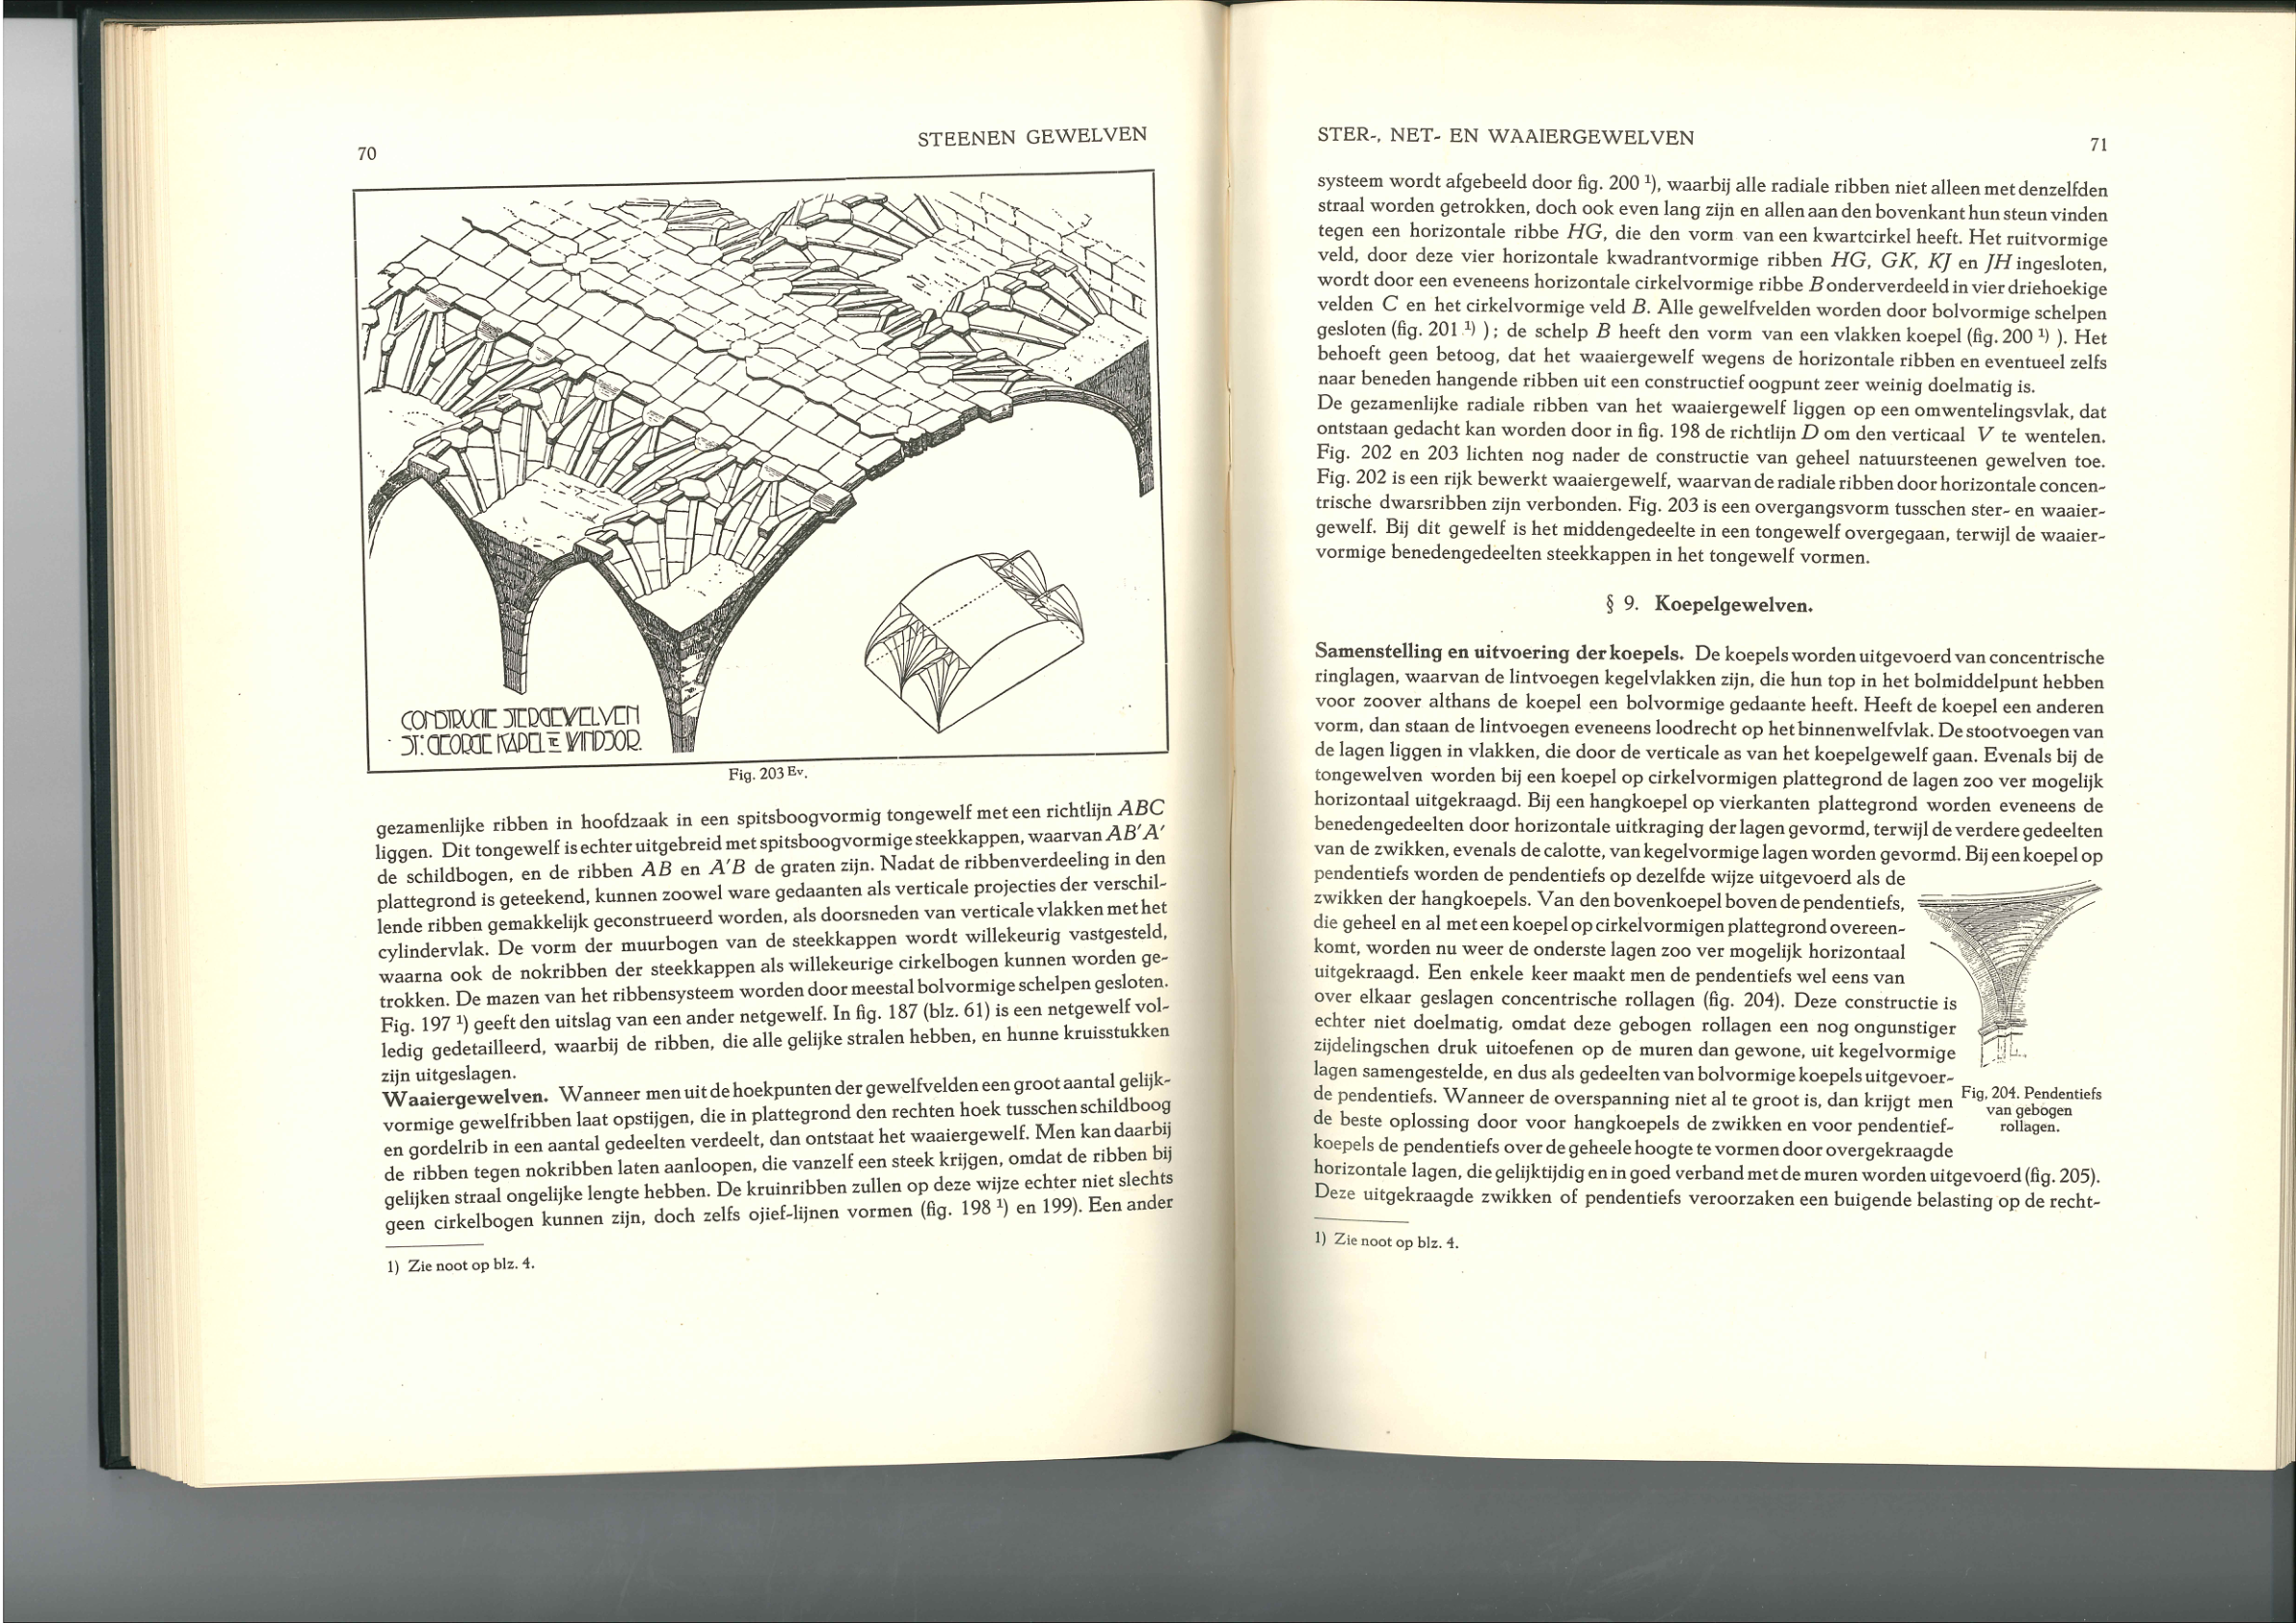 70
STEENEN GEWELVEN
CONSTRUCTIE STERGEWELVEN
ST. GEORGE KAPEL TE WINDSOR.
Fig. 203 Ev.
gezamenlijke ribben in hoofdzaak in een spitsboogvormig tongewelf met een richtlijn ABC
liggen. Dit tongewelf is echter uitgebreid met spitsboogvormige steekkappen, waarvan AB′A′
de schildbogen, en de ribben AB en A′B de graten zijn. Nadat de ribbenverdeeling in den
plattegrond is geteekend, kunnen zoowel ware gedaanten als verticale projecties der verschil-
lende ribben gemakkelijk geconstrueerd worden, als doorsneden van verticale vlakken met het
cylindervlak. De vorm der muurbogen van de steekkappen wordt willekeurig vastgesteld,
waarna ook de nokribben der steekkappen als willekeurige cirkelbogen kunnen worden ge-
trokken. De mazen van het ribbensysteem worden door meestal bolvormige schelpen gesloten.
Fig. 197 ¹) geeft den uitslag van een ander netgewelf. In fig. 187 (blz. 61) is een netgewelf vol-
ledig gedetailleerd, waarbij de ribben, die alle gelijke stralen hebben, en hunne kruisstukken
zijn uitgeslagen.
Waaiergewelven. Wanneer men uit de hoekpunten der gewelfvelden een groot aantal gelijk-
vormige gewelfribben laat opstijgen, die in plattegrond den rechten hoek tusschen schildboog
en gordelrib in een aantal gedeelten verdeelt, dan ontstaat het waaiergewelf. Men kan daarbij
de ribben tegen nokribben laten aanloopen, die vanzelf een steek krijgen, omdat de ribben bij
gelijken straal ongelijke lengte hebben. De kruinribben zullen op deze wijze echter niet slechts
geen cirkelbogen kunnen zijn, doch zelfs ojief-lijnen vormen (fig. 198 ¹) en 199). Een ander
1) Zie noot op blz. 4.
STER-, NET- EN WAAIERGEWELVEN
71
systeem wordt afgebeeld door fig. 200 ¹), waarbij alle radiale ribben niet alleen met denzelfden
straal worden getrokken, doch ook even lang zijn en allen aan den bovenkant hun steun vinden
tegen een horizontale ribbe HG, die den vorm van een kwartcirkel heeft. Het ruitvormige
veld, door deze vier horizontale kwadrantvormige ribben HG, GK, KJ en JH ingesloten,
wordt door een eveneens horizontale cirkelvormige ribbe B onderverdeeld in vier driehoekige
velden C en het cirkelvormige veld B. Alle gewelfvelden worden door bolvormige schelpen
gesloten (fig. 201 ¹) ); de schelp B heeft den vorm van een vlakken koepel (fig. 200 ¹) ). Het
behoeft geen betoog, dat het waaiergewelf wegens de horizontale ribben en eventueel zelfs
naar beneden hangende ribben uit een constructief oogpunt zeer weinig doelmatig is.
De gezamenlijke radiale ribben van het waaiergewelf liggen op een omwentelingsvlak, dat
ontstaan gedacht kan worden door in fig. 198 de richtlijn D om den verticaal V te wentelen.
Fig. 202 en 203 lichten nog nader de constructie van geheel natuursteenen gewelven toe.
Fig. 202 is een rijk bewerkt waaiergewelf, waarvan de radiale ribben door horizontale concen-
trische dwarsribben zijn verbonden. Fig. 203 is een overgangsvorm tusschen ster- en waaier-
gewelf. Bij dit gewelf is het middengedeelte in een tongewelf overgegaan, terwijl de waaier-
vormige benedengedeelten steekkappen in het tongewelf vormen.
§ 9. Koepelgewelven.
Samenstelling en uitvoering der koepels. De koepels worden uitgevoerd van concentrische
ringlagen, waarvan de lintvoegen kegelvlakken zijn, die hun top in het bolmiddelpunt hebben
voor zoover althans de koepel een bolvormige gedaante heeft. Heeft de koepel een anderen
vorm, dan staan de lintvoegen eveneens loodrecht op het binnenwelfvlak. De stootvoegen van
de lagen liggen in vlakken, die door de verticale as van het koepelgewelf gaan. Evenals bij de
tongewelven worden bij een koepel op cirkelvormigen plattegrond de lagen zoo ver mogelijk
horizontaal uitgekraagd. Bij een hangkoepel op vierkanten plattegrond worden eveneens de
benedengedeelten door horizontale uitkraging der lagen gevormd, terwijl de verdere gedeelten
van de zwikken, evenals de calotte, van kegelvormige lagen worden gevormd. Bij een koepel op
pendentiefs worden de pendentiefs op dezelfde wijze uitgevoerd als de
zwikken der hangkoepels. Van den bovenkoepel boven de pendentiefs,
die geheel en al met een koepel op cirkelvormigen plattegrond overeen-
komt, worden nu weer de onderste lagen zoo ver mogelijk horizontaal
uitgekraagd. Een enkele keer maakt men de pendentiefs wel eens van
over elkaar geslagen concentrische rollagen (fig. 204). Deze constructie is
echter niet doelmatig, omdat deze gebogen rollagen een nog ongunstiger
zijdelingschen druk uitoefenen op de muren dan gewone, uit kegelvormige
lagen samengestelde, en dus als gedeelten van bolvormige koepels uitgevoer-
de pendentiefs. Wanneer de overspanning niet al te groot is, dan krijgt men
de beste oplossing door voor hangkoepels de zwikken en voor pendentief-
koepels de pendentiefs over de geheele hoogte te vormen door overgekraagde
horizontale lagen, die gelijktijdig en in goed verband met de muren worden uitgevoerd (fig. 205).
Deze uitgekraagde zwikken of pendentiefs veroorzaken een buigende belasting op de recht-
Fig. 204. Pendentiefs
van gebogen
rollagen.
1) Zie noot op blz. 4.